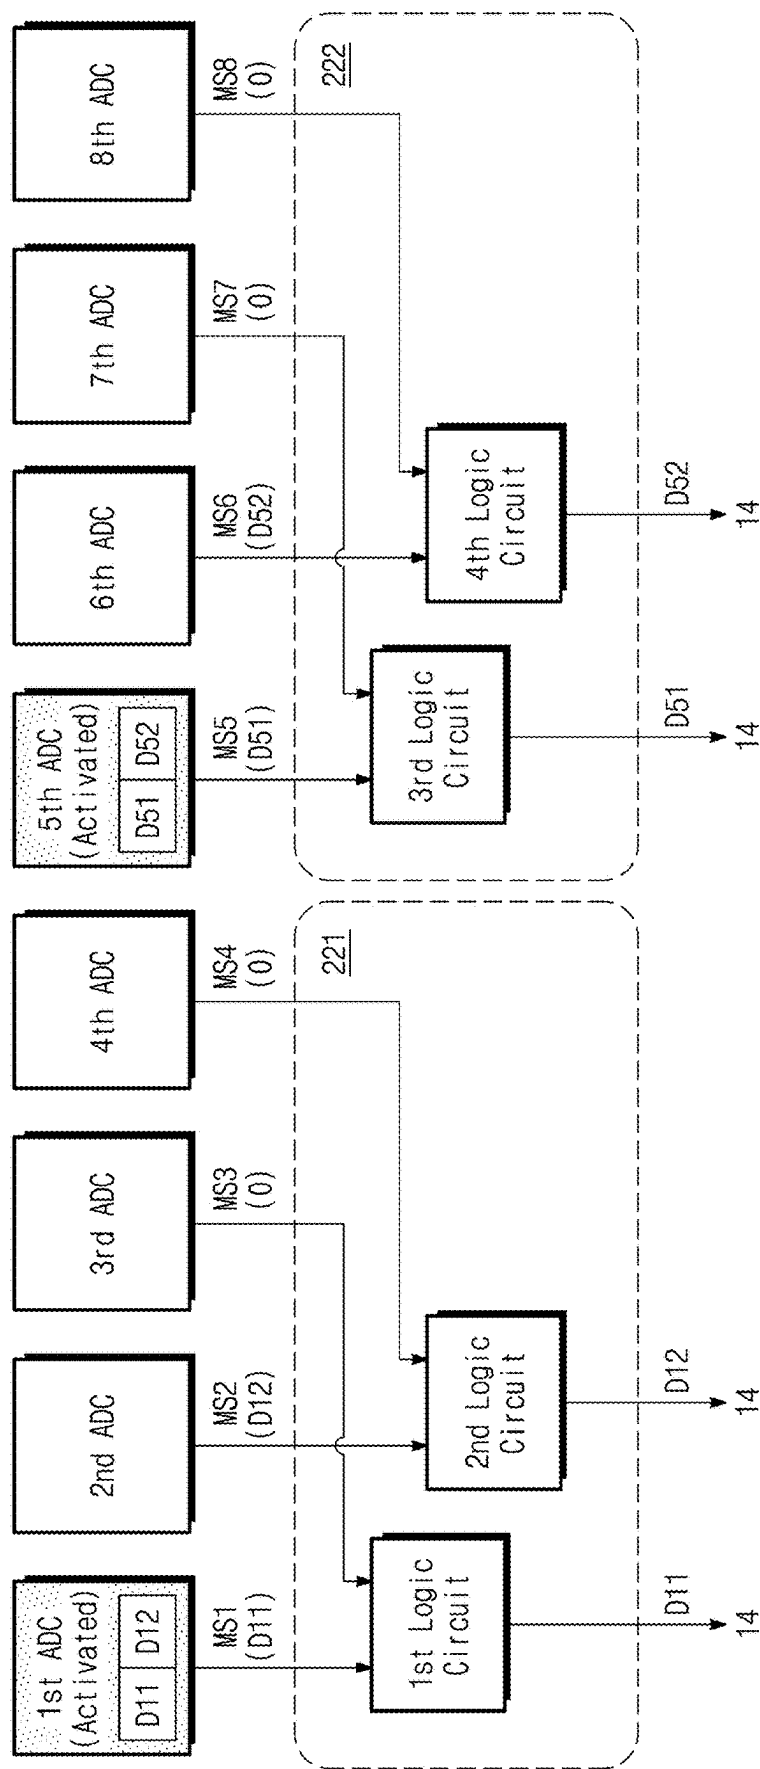 1st ADC
(Activated)
D11 D12
2nd ADC
3rd ADC
4th ADC
5th ADC
(Activated)
D51 D52
6th ADC
7th ADC
8th ADC
MS1
(D11)
MS2
(D12)
MS3
(0)
MS4
(0)
MS5
(D51)
MS6
(D52)
MS7
(0)
MS8
(0)
221
222
1st Logic
Circuit
2nd Logic
Circuit
3rd Logic
Circuit
4th Logic
Circuit
D11
D12
D51
D52
14
14
14
14